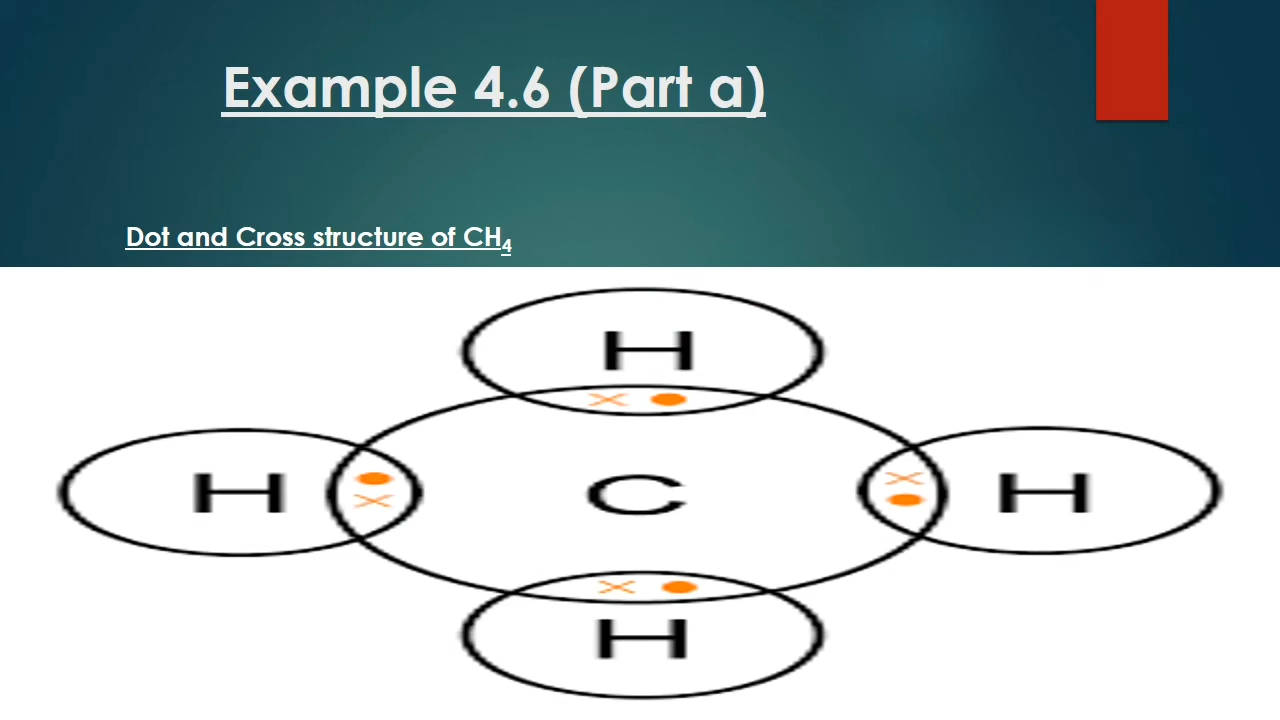 Example 4.6 (Part a)
Dot and Cross structure of CH₄
H
H
C
H
H